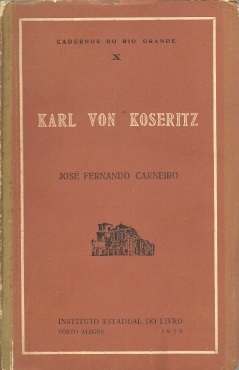 CADERNOS DO RIO GRANDE
X
KARL VON KOSERITZ
JOSÉ FERNANDO CARNEIRO
INSTITUTO ESTADUAL DO LIVRO
PORTO ALEGRE